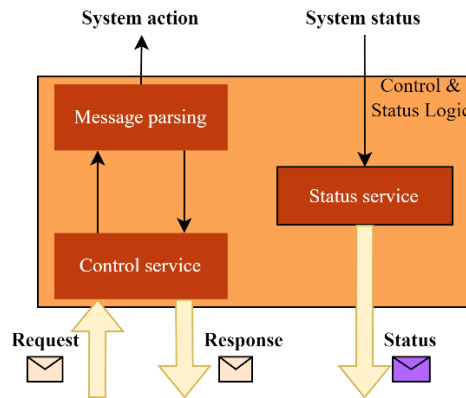 System action
System status
Control &
Status Logic
Message parsing
Status service
Control service
Request
Response
Status